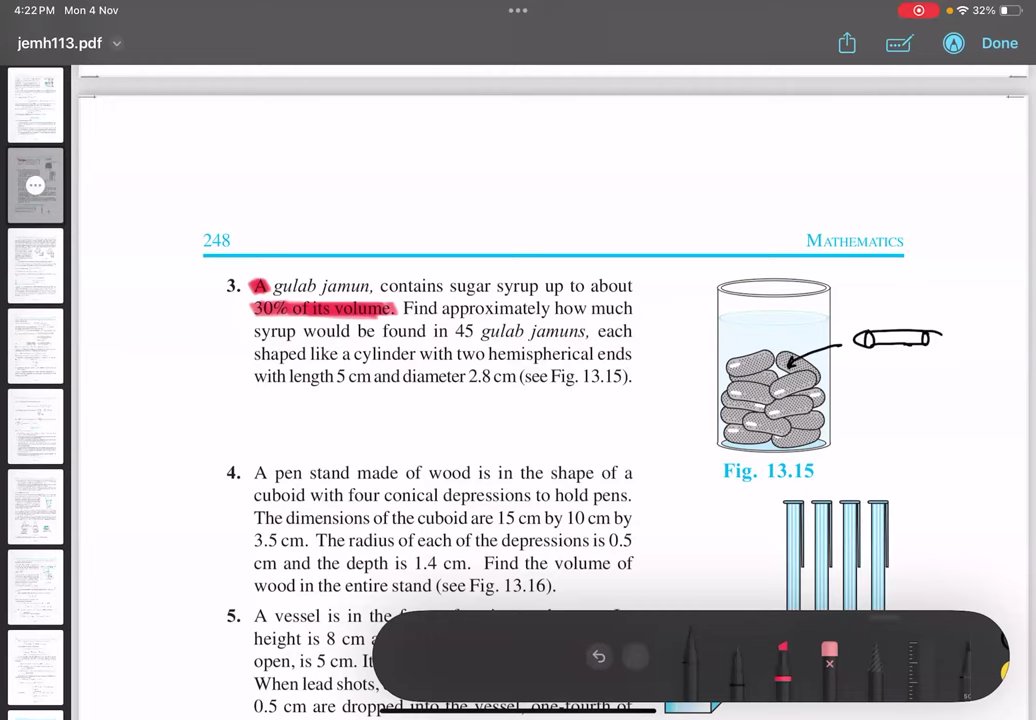 4:22 PM Mon 4 Nov
32%
jemh113.pdf
Done
248
MATHEMATICS
3. A gulab jamun, contains sugar syrup up to about
30% of its volume. Find approximately how much
syrup would be found in 45 gulab jamuns, each
shaped like a cylinder with two hemispherical ends
with length 5 cm and diameter 2.8 cm (see Fig. 13.15).
Fig. 13.15
4. A pen stand made of wood is in the shape of a
cuboid with four conical depressions to hold pens.
The dimensions of the cuboid are 15 cm by 10 cm by
3.5 cm. The radius of each of the depressions is 0.5
cm and the depth is 1.4 cm. Find the volume of
wood in the entire stand (see Fig. 13.16).
5. A vessel is in the
height is 8 cm
open, is 5 cm. It
When lead shots,
0.5 cm are dropped into the vessel, one-fourth of